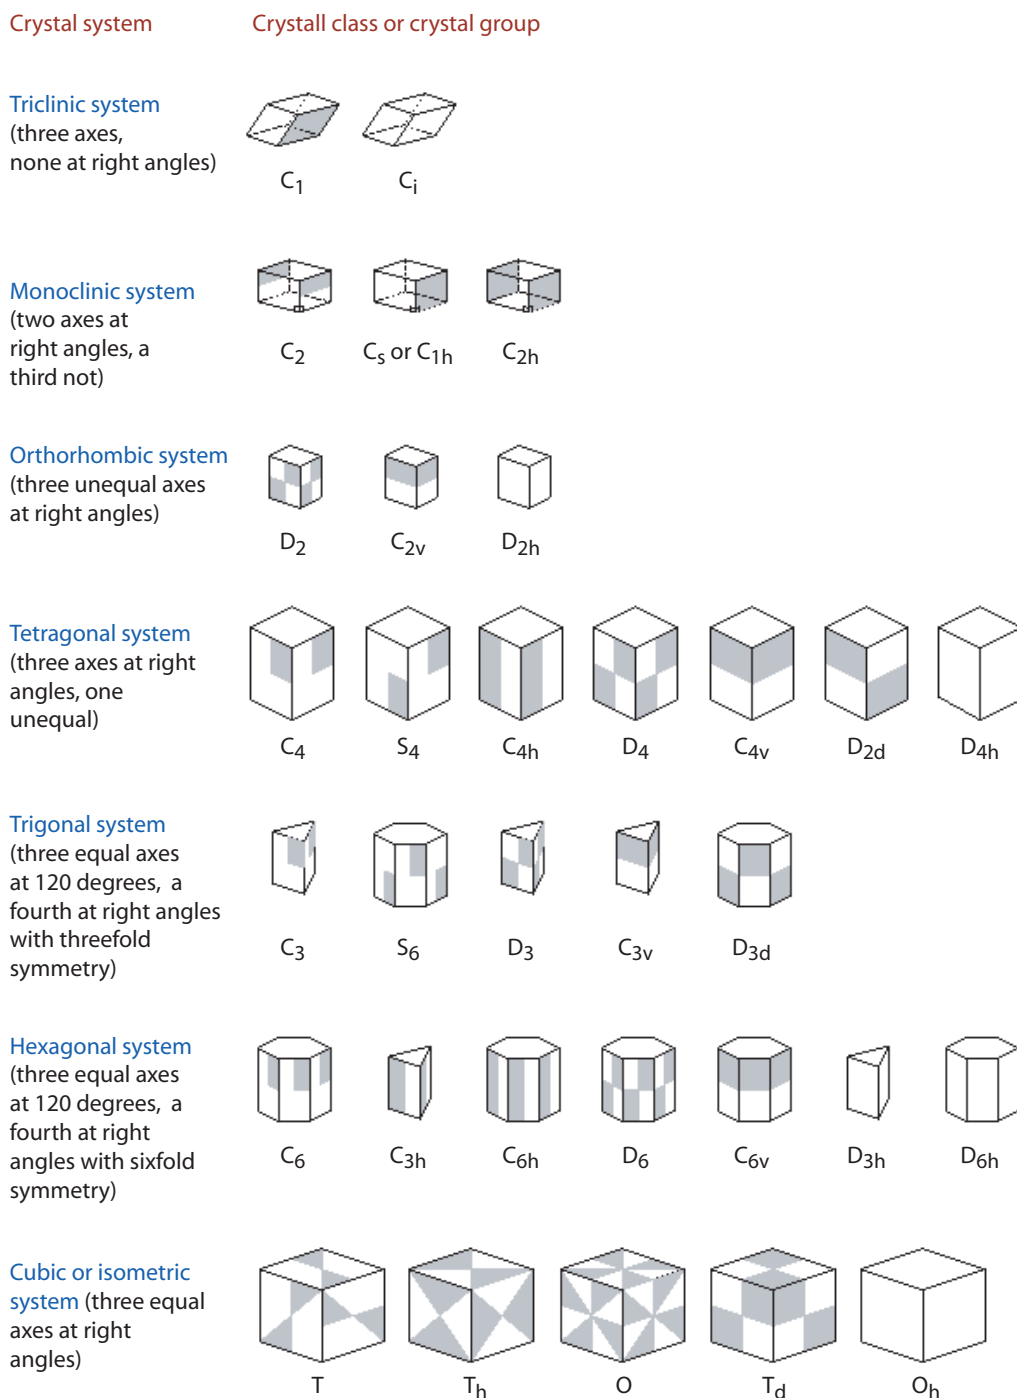 Crystal system Crystall class or crystal group
Triclinic system
(three axes,
none at right angles)
C1 Ci
Monoclinic system
(two axes at
right angles, a
third not)
C2 Cs or C1h C2h
Orthorhombic system
(three unequal axes
at right angles)
D2 C2v D2h
Tetragonal system
(three axes at right
angles, one
unequal)
C4 S4 C4h D4 C4v D2d D4h
Trigonal system
(three equal axes
at 120 degrees, a
fourth at right angles
with threefold
symmetry)
C3 S6 D3 C3v D3d
Hexagonal system
(three equal axes
at 120 degrees, a
fourth at right
angles with sixfold
symmetry)
C6 C3h C6h D6 C6v D3h D6h
Cubic or isometric
system (three equal
axes at right
angles)
T Th O Td Oh